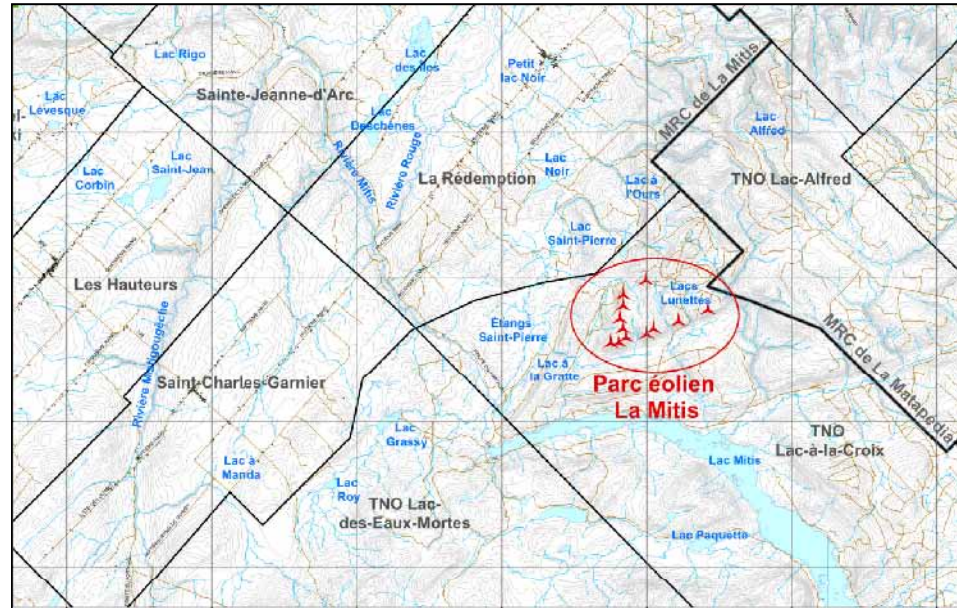 Lac Rigo
Lac
des Îles
Petit
lac Noir
MRC de La Mitis
Lac
Lévesque
Sainte-Jeanne-d'Arc
Lac
Deschênes
Lac
Alfred
Lac
Saint-Jean
Lac
Corbin
Rivière Mitis
Rivière Rouge
La Rédemption
Lac
Noir
Lac à
l'Ours
TNO Lac-Alfred
Lac
Saint-Pierre
Les Hauteurs
Lacs
Lunettes
Rivière Mistigougèche
Étangs
Saint-Pierre
Lac à
la Gratte
Saint-Charles-Garnier
Parc éolien
La Mitis
MRC de La Matapédia
Lac
Grassy
TNO
Lac-à-la-Croix
Lac à
Manda
Lac
Roy
Lac Mitis
TNO Lac-
des-Eaux-Mortes
Lac Paquette